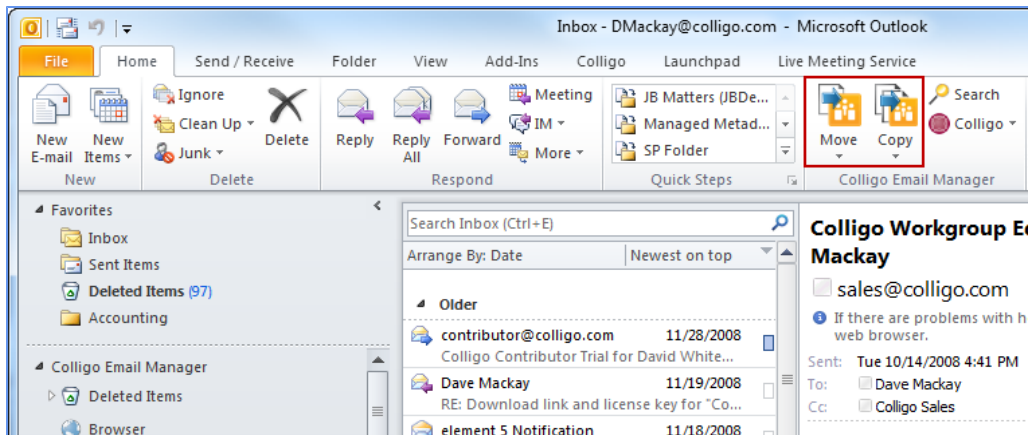 Inbox - DMackay@colligo.com - Microsoft Outlook
File Home Send / Receive Folder View Add-Ins Colligo Launchpad Live Meeting Service
New E-mail
New Items
New
Ignore
Clean Up
Junk
Delete
Delete
Reply
Reply All
Forward
Meeting
IM
More
Respond
JB Matters (JBDe...
Managed Metad...
SP Folder
Quick Steps
Move
Copy
Search
Colligo
Colligo Email Manager
Favorites
Inbox
Sent Items
Deleted Items (97)
Accounting
Colligo Email Manager
Deleted Items
Browser
Search Inbox (Ctrl+E)
Arrange By: Date Newest on top
Older
contributor@colligo.com 11/28/2008
Colligo Contributor Trial for David White...
Dave Mackay 11/19/2008
RE: Download link and license key for "Co...
element 5 Notification 11/18/2008
Colligo Workgroup E
Mackay
sales@colligo.com
If there are problems with h
web browser.
Sent: Tue 10/14/2008 4:41 PM
To: Dave Mackay
Cc: Colligo Sales